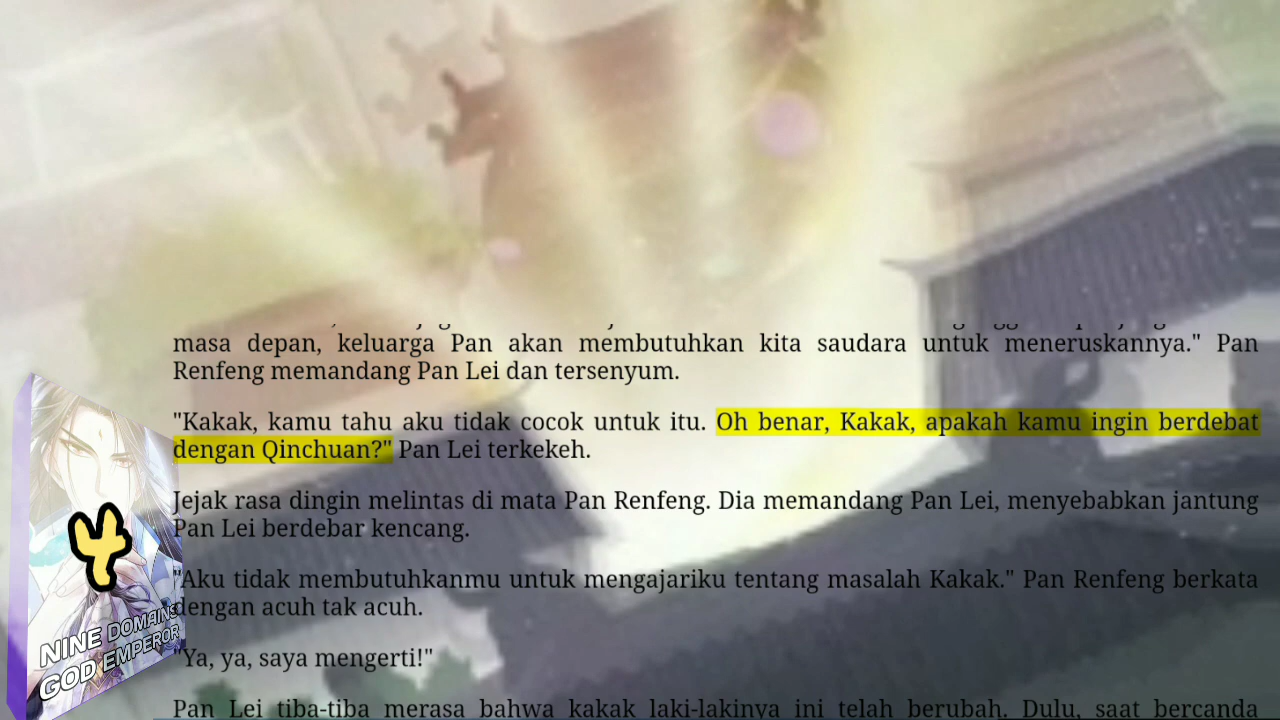 masa depan, keluarga Pan akan membutuhkan kita saudara untuk meneruskannya." Pan
Renfeng memandang Pan Lei dan tersenyum.
"Kakak, kamu tahu aku tidak cocok untuk itu. Oh benar, Kakak, apakah kamu ingin berdebat
dengan Qinchuan?" Pan Lei terkekeh.
Jejak rasa dingin melintas di mata Pan Renfeng. Dia memandang Pan Lei, menyebabkan jantung
Pan Lei berdebar kencang.
"Aku tidak membutuhkanmu untuk mengajariku tentang masalah Kakak." Pan Renfeng berkata
dengan acuh tak acuh.
"Ya, ya, saya mengerti!"
Pan Lei tiba-tiba merasa bahwa kakak laki-lakinya ini telah berubah. Dulu, saat bercanda
NINE DOMAINS
GOD EMPEROR